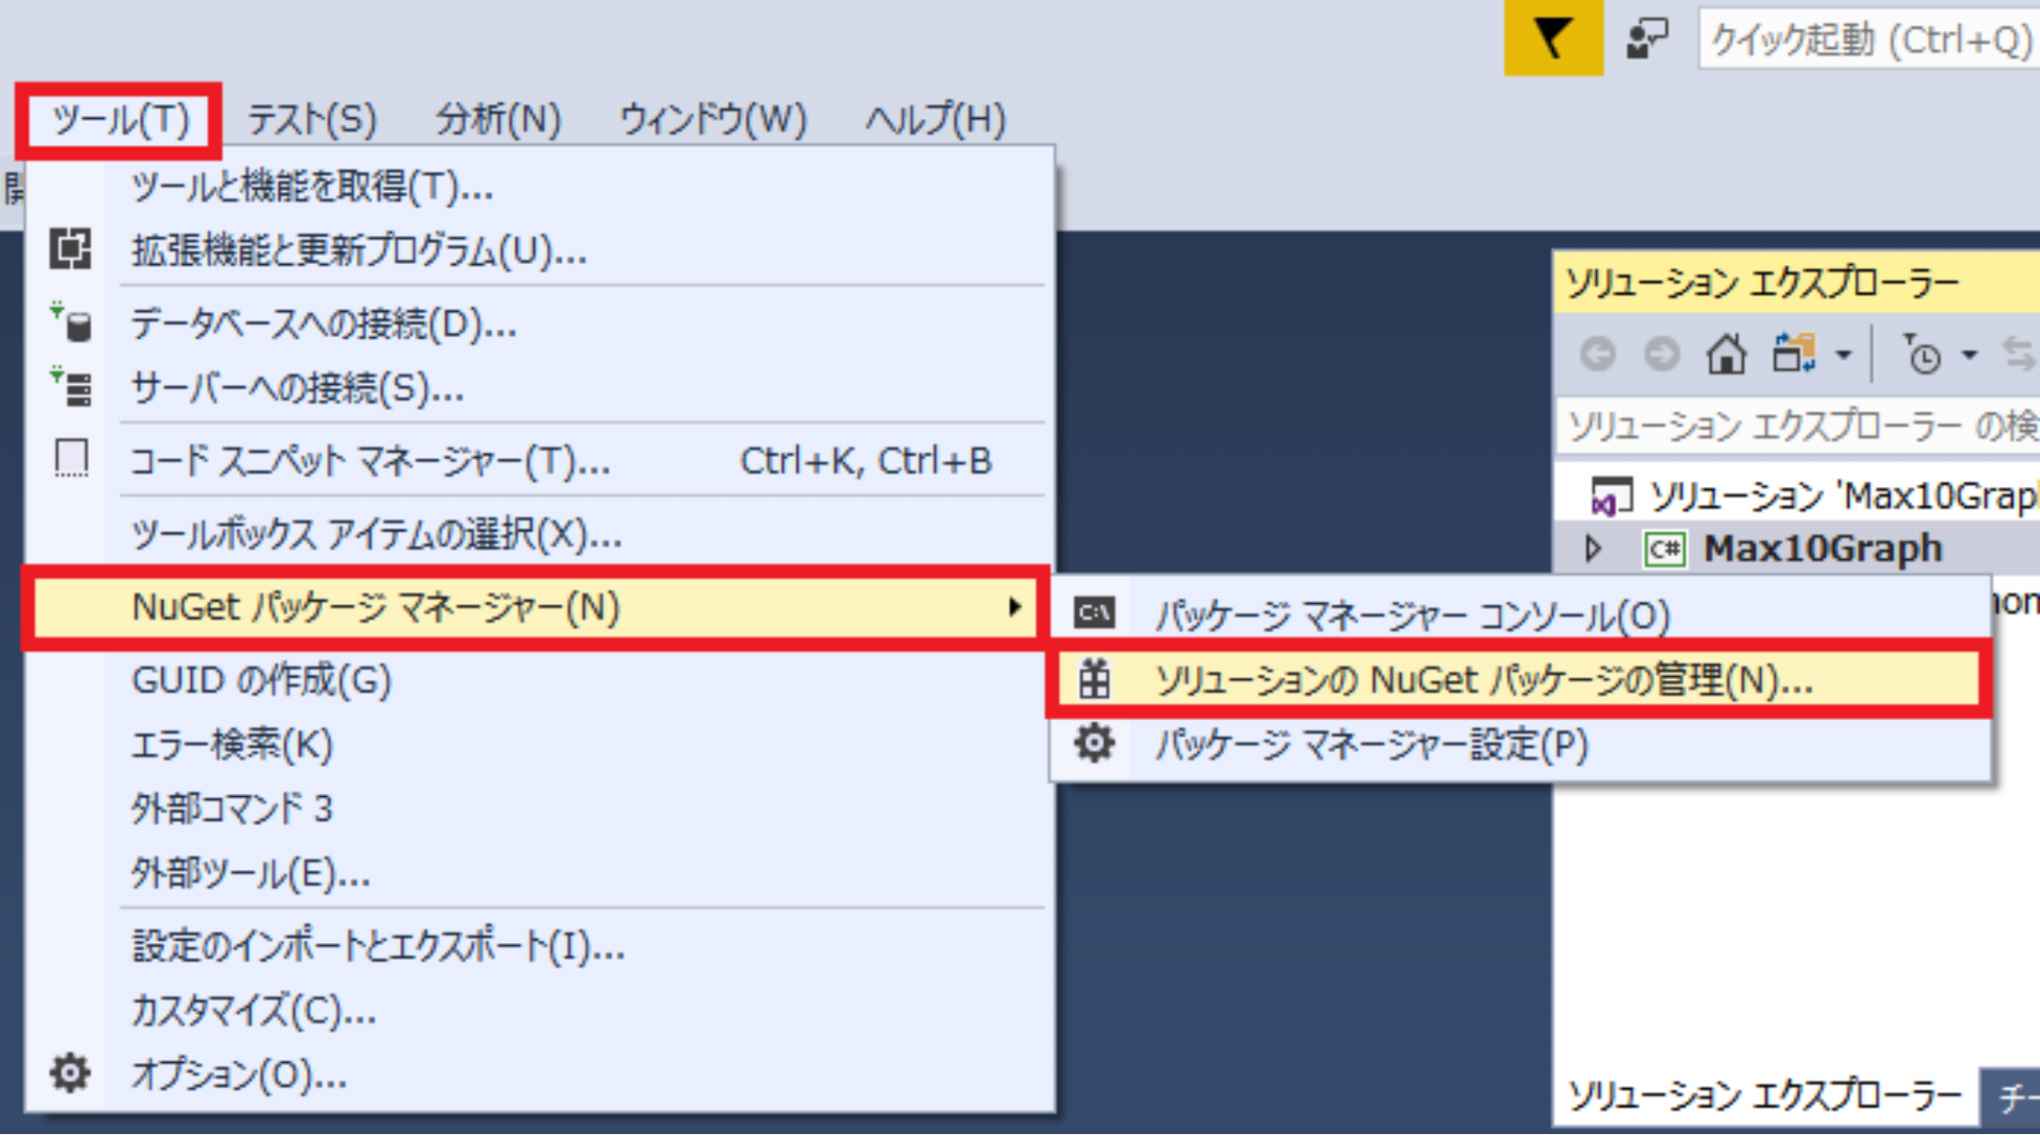 クイック起動 (Ctrl+Q)
ツール(T) テスト(S) 分析(N) ウィンドウ(W) ヘルプ(H)
ツールと機能を取得(T)...
拡張機能と更新プログラム(U)...
データベースへの接続(D)...
サーバーへの接続(S)...
コード スニペット マネージャー(T)... Ctrl+K, Ctrl+B
ツールボックス アイテムの選択(X)...
NuGet パッケージ マネージャー(N)
GUID の作成(G)
エラー検索(K)
外部コマンド 3
外部ツール(E)...
設定のインポートとエクスポート(I)...
カスタマイズ(C)...
オプション(O)...
パッケージ マネージャー コンソール(O)
ソリューションの NuGet パッケージの管理(N)...
パッケージ マネージャー設定(P)
ソリューション エクスプローラー
ソリューション エクスプローラー の検
ソリューション 'Max10Grap
C# Max10Graph
ソリューション エクスプローラー チー